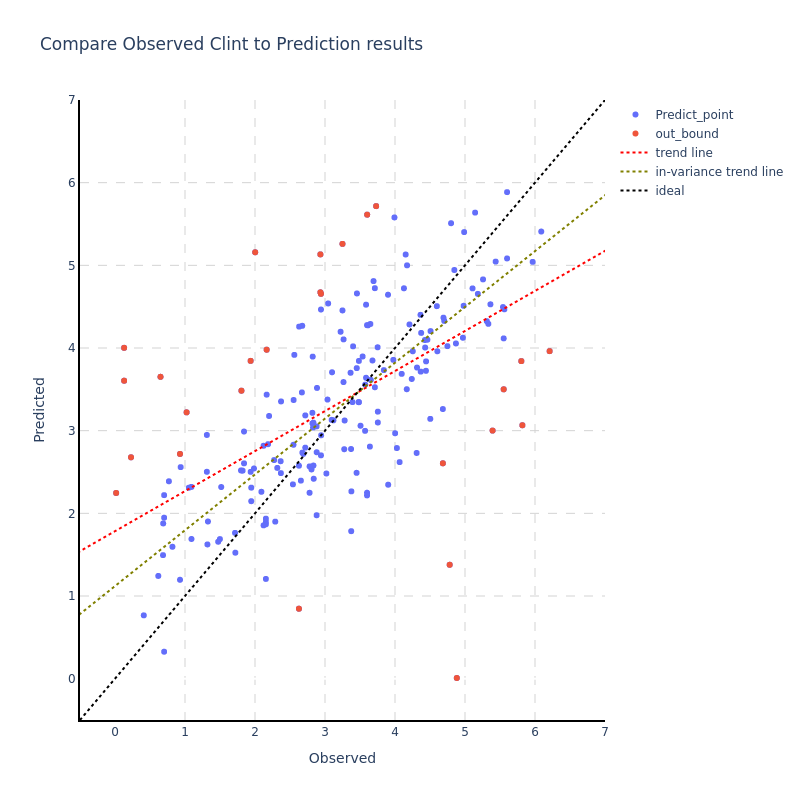 Compare Observed Clint to Prediction results
Predict_point
out_bound
trend line
in-variance trend line
ideal
7
6
5
4
3
2
1
0
Predicted
0 1 2 3 4 5 6 7
Observed